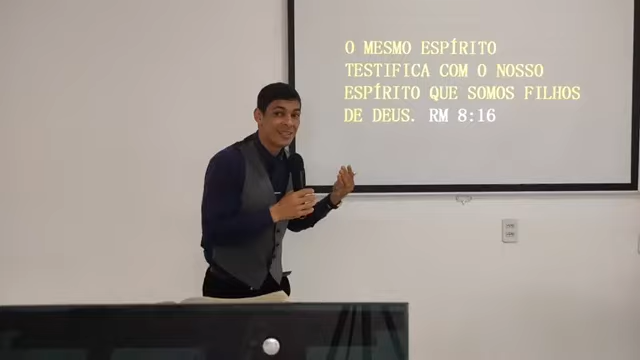 O MESMO ESPÍRITO
TESTIFICA COM O NOSSO
ESPÍRITO QUE SOMOS FILHOS
DE DEUS. RM 8:16